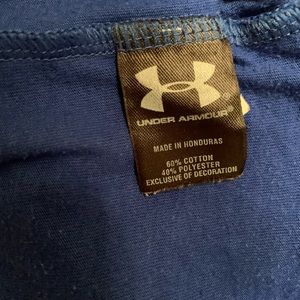 UNDER ARMOUR
MADE IN HONDURAS
60% COTTON
40% POLYESTER
EXCLUSIVE OF DECORATION